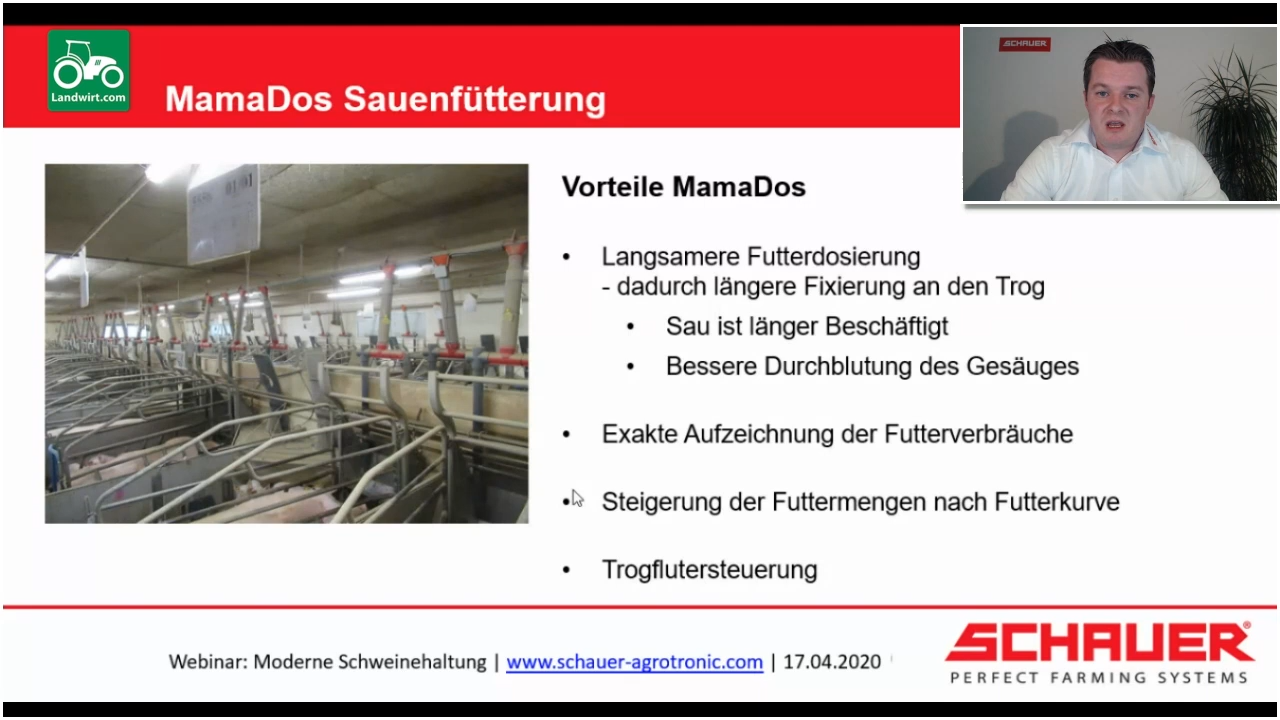 Landwirt.com
MamaDos Sauenfütterung
SCHAUER
Vorteile MamaDos
• Langsamere Futterdosierung
- dadurch längere Fixierung an den Trog
• Sau ist länger Beschäftigt
• Bessere Durchblutung des Gesäuges
• Exakte Aufzeichnung der Futterverbräuche
• Steigerung der Futtermengen nach Futterkurve
• Trogflutersteuerung
Webinar: Moderne Schweinehaltung | www.schauer-agrotronic.com | 17.04.2020
SCHAUER®
PERFECT FARMING SYSTEMS